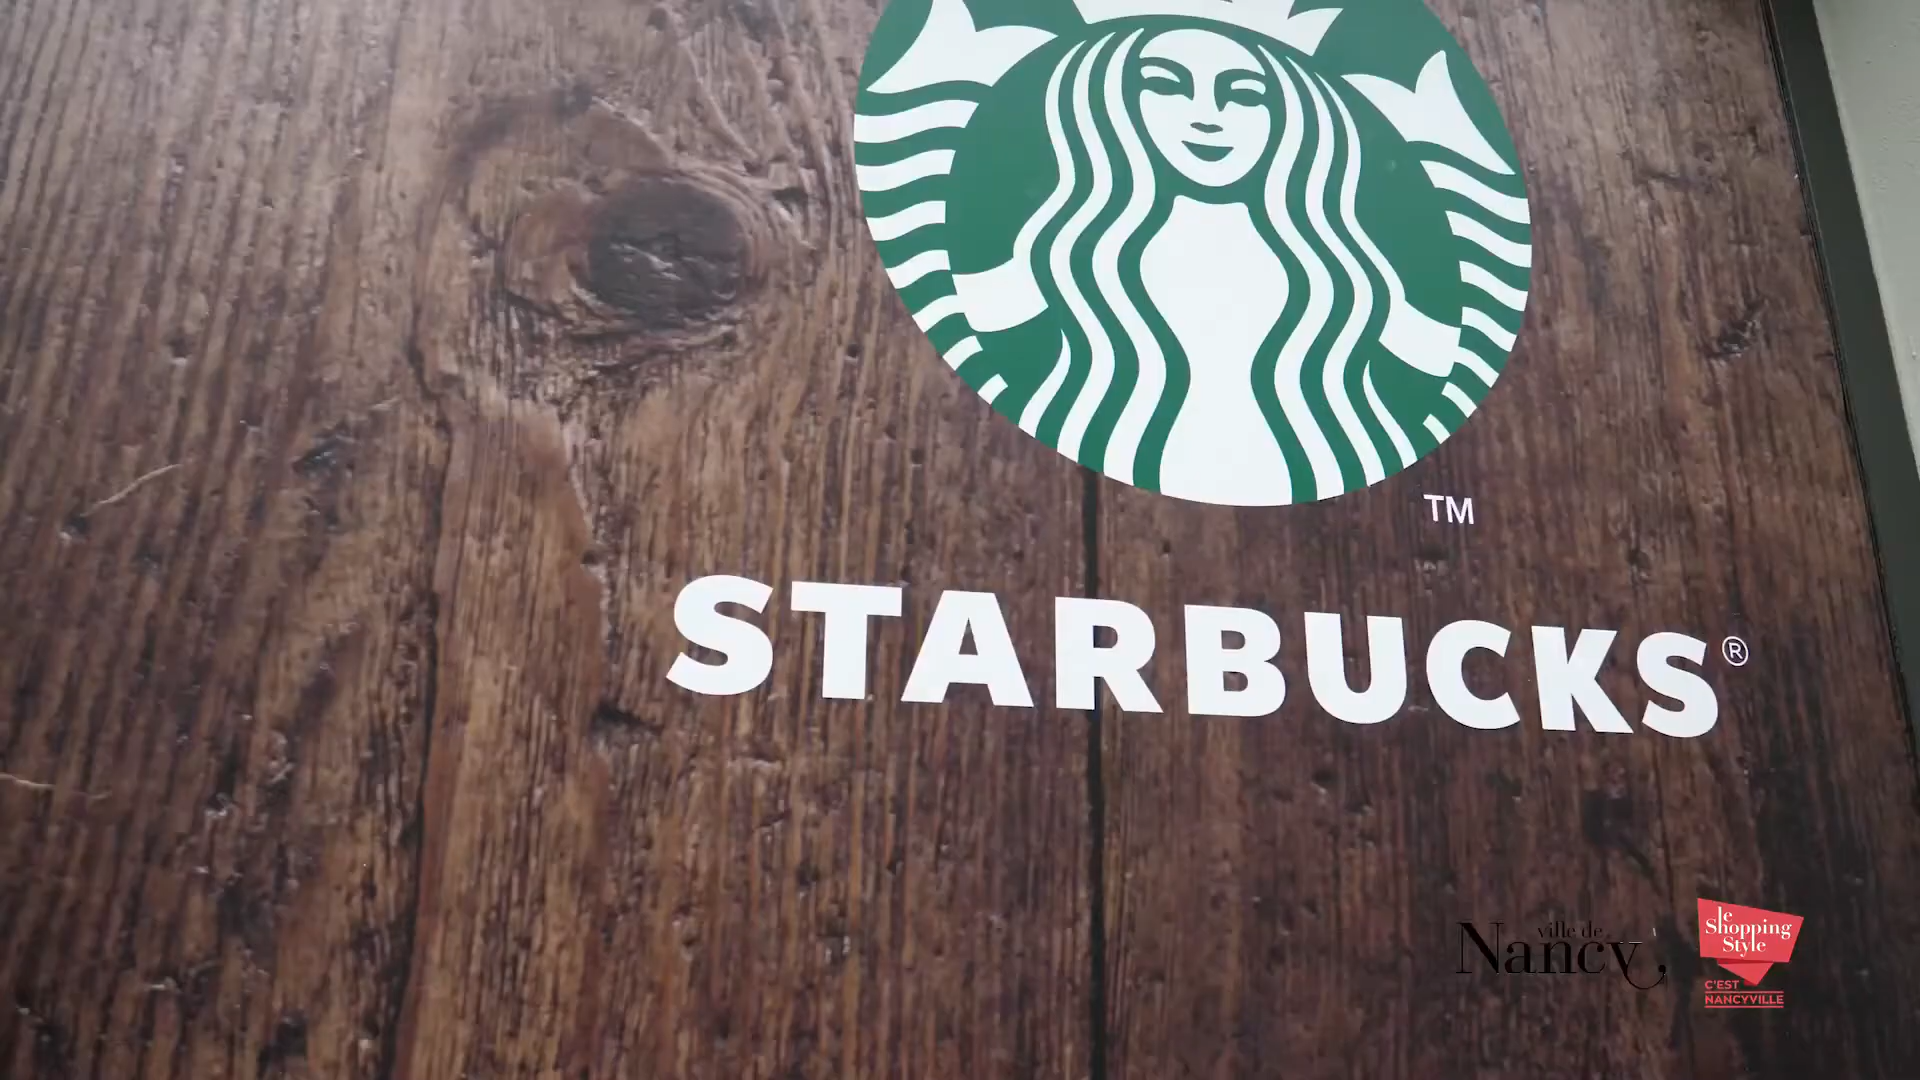 TM
STARBUCKS®
ville de
Nancy,
le
Shopping
Style
C'EST
NANCYVILLE